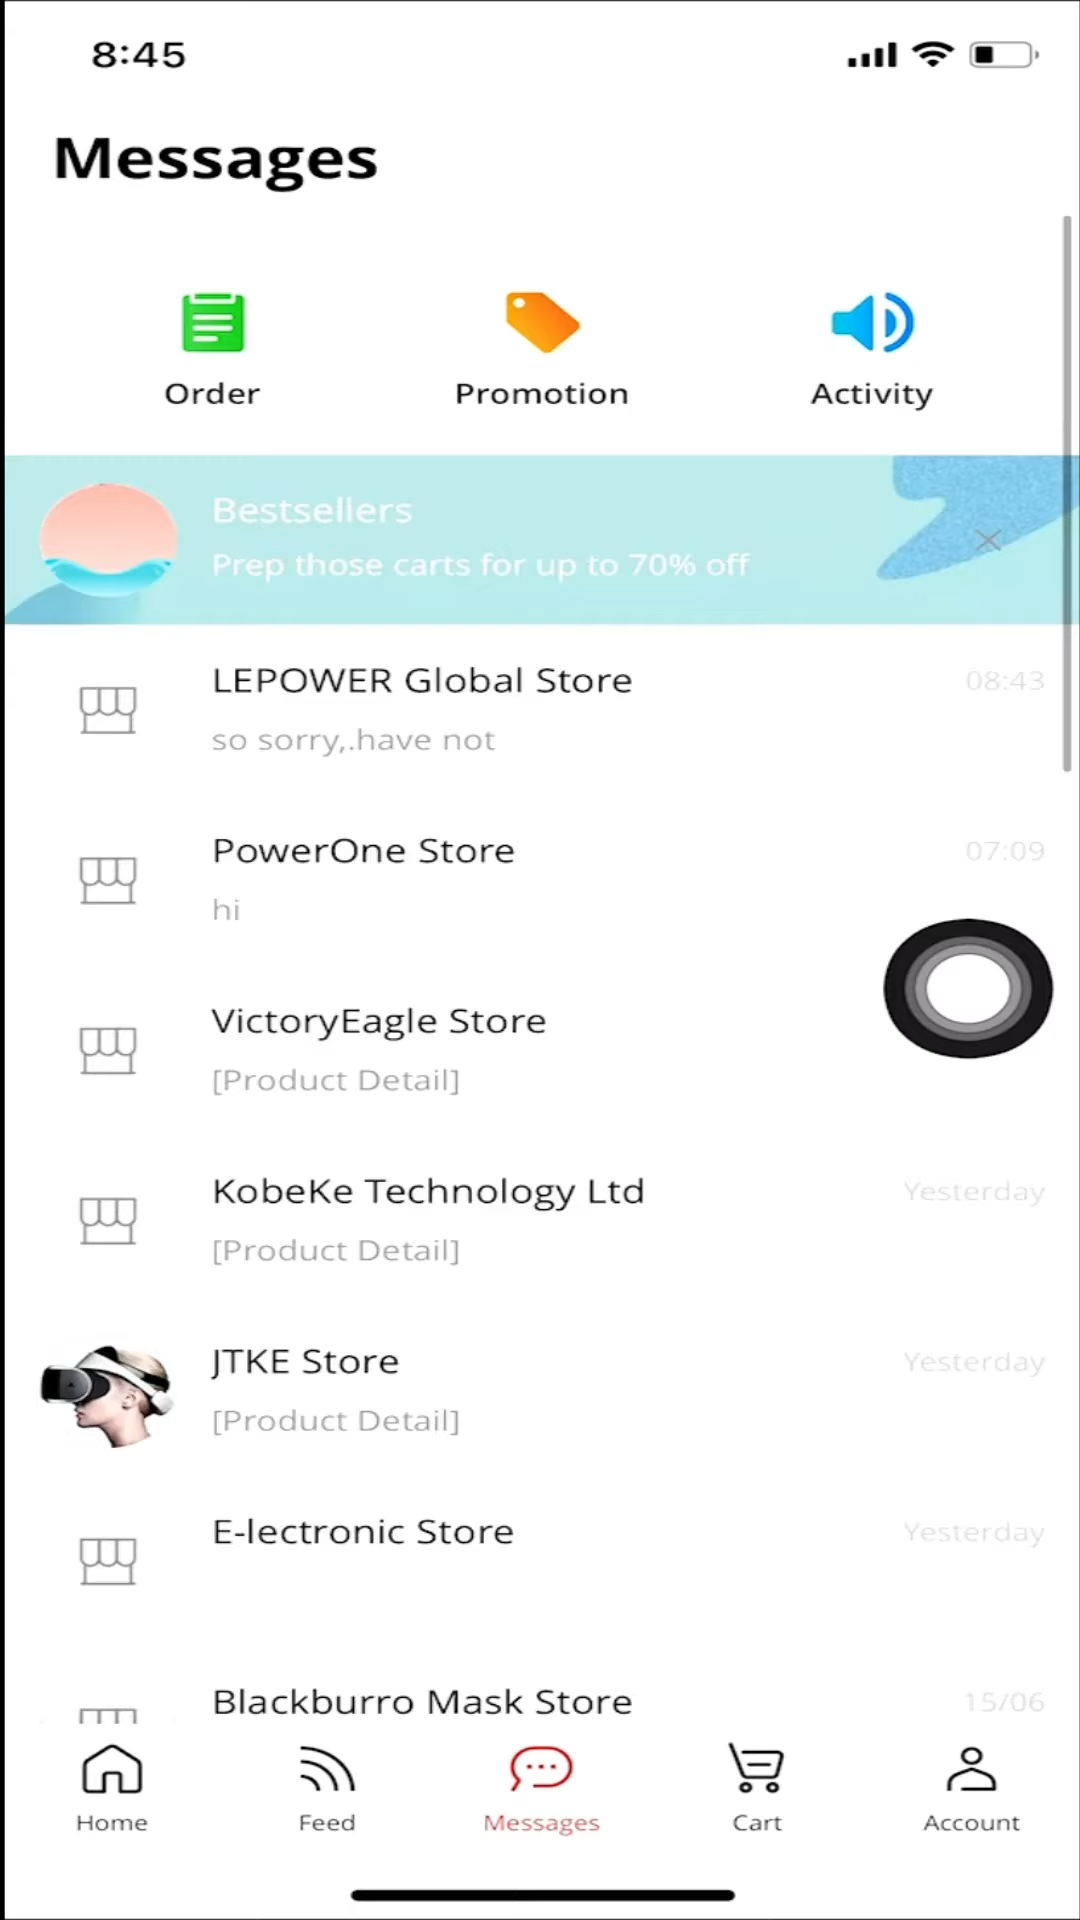 8:45
Messages
Order
Promotion
Activity
Bestsellers
Prep those carts for up to 70% off
LEPOWER Global Store
08:43
so sorry,.have not
PowerOne Store
07:09
hi
VictoryEagle Store
[Product Detail]
KobeKe Technology Ltd
Yesterday
[Product Detail]
JTKE Store
Yesterday
[Product Detail]
E-lectronic Store
Yesterday
Blackburro Mask Store
15/06
Home
Feed
Messages
Cart
Account